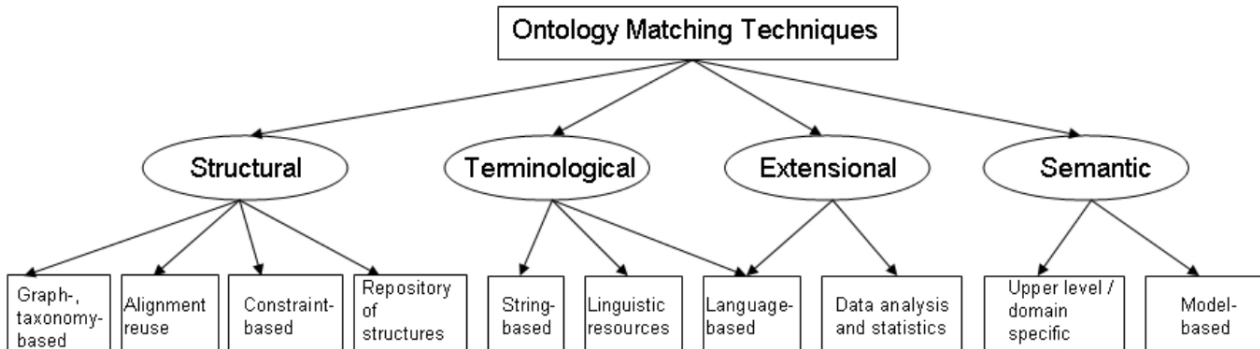 Ontology Matching Techniques
Structural
Terminological
Extensional
Semantic
Graph-,
taxonomy-
based
Alignment
reuse
Constraint-
based
Repository
of
structures
String-
based
Linguistic
resources
Language-
based
Data analysis
and statistics
Upper level /
domain
specific
Model-
based